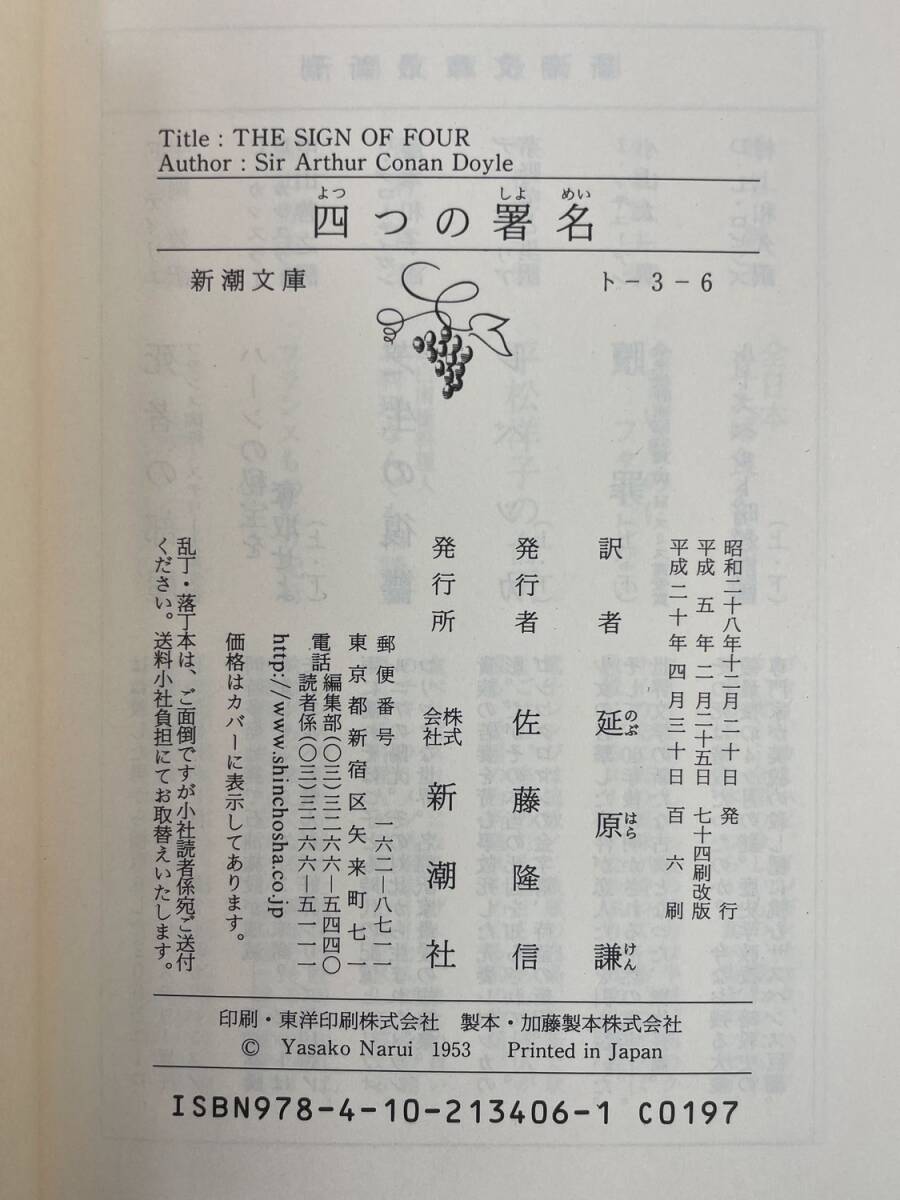 Title : THE SIGN OF FOUR
Author : Sir Arthur Conan Doyle
よつ しよ めい
四つの署名
新潮文庫 ト-3-6
昭和二十八年十二月二十日 発行
平成五年二月二十五日 七十四刷改版
平成二十年四月三十日 百六刷
訳者 延原謙
のぶ はら けん
発行者 佐藤隆信
発行所 株式会社 新潮社
郵便番号 一六二—八七一一
東京都新宿区矢来町七一
電話 編集部(〇三)三二六六—五四四〇
読者係(〇三)三二六六—五一一一
http://www.shinchosha.co.jp
価格はカバーに表示してあります。
乱丁・落丁本は、ご面倒ですが小社読者係宛ご送付
ください。送料小社負担にてお取替えいたします。
印刷・東洋印刷株式会社 製本・加藤製本株式会社
© Yasako Narui 1953 Printed in Japan
ISBN978-4-10-213406-1 C0197